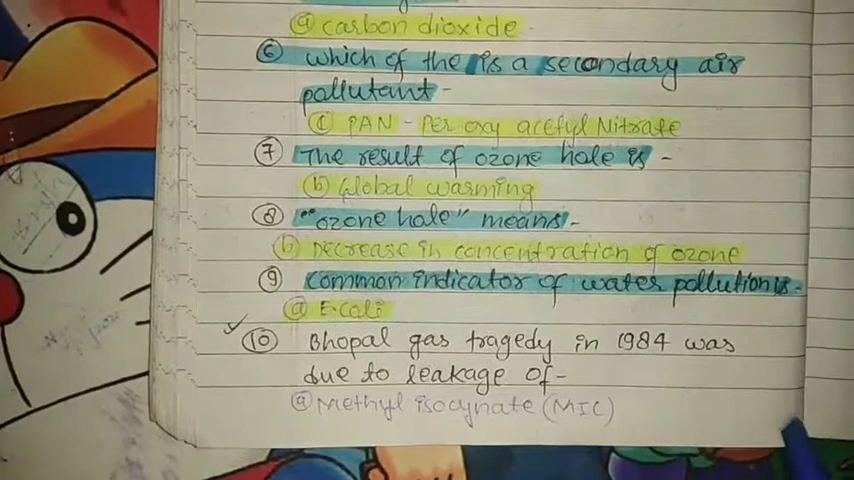 (a) carbon dioxide
(6) which of the is a secondary air
pollutant-
(c) PAN - Per oxy acetyl Nitrate
(7) The result of ozone hole is -
(b) Global warming
(8) "ozone hole" means-
(b) Decrease in concentration of ozone
(9) Common indicator of water pollution is-
(a) E-coli
(10) Bhopal gas tragedy in 1984 was
due to leakage of-
(a) Methyl isocynate (MIC)